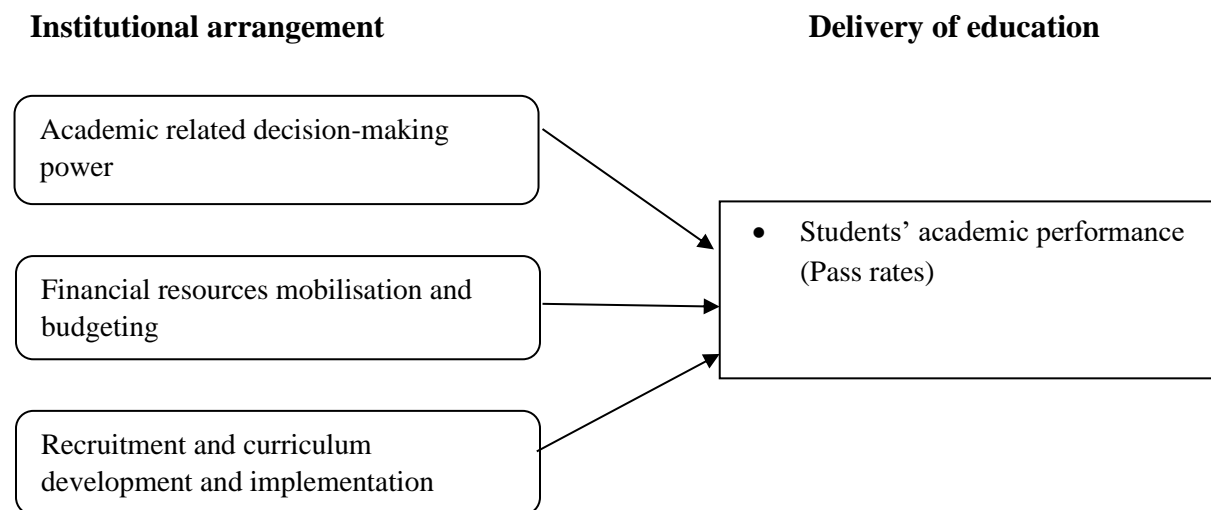 Institutional arrangement
Delivery of education
Academic related decision-making
power
Financial resources mobilisation and
budgeting
Recruitment and curriculum
development and implementation
• Students’ academic performance
(Pass rates)